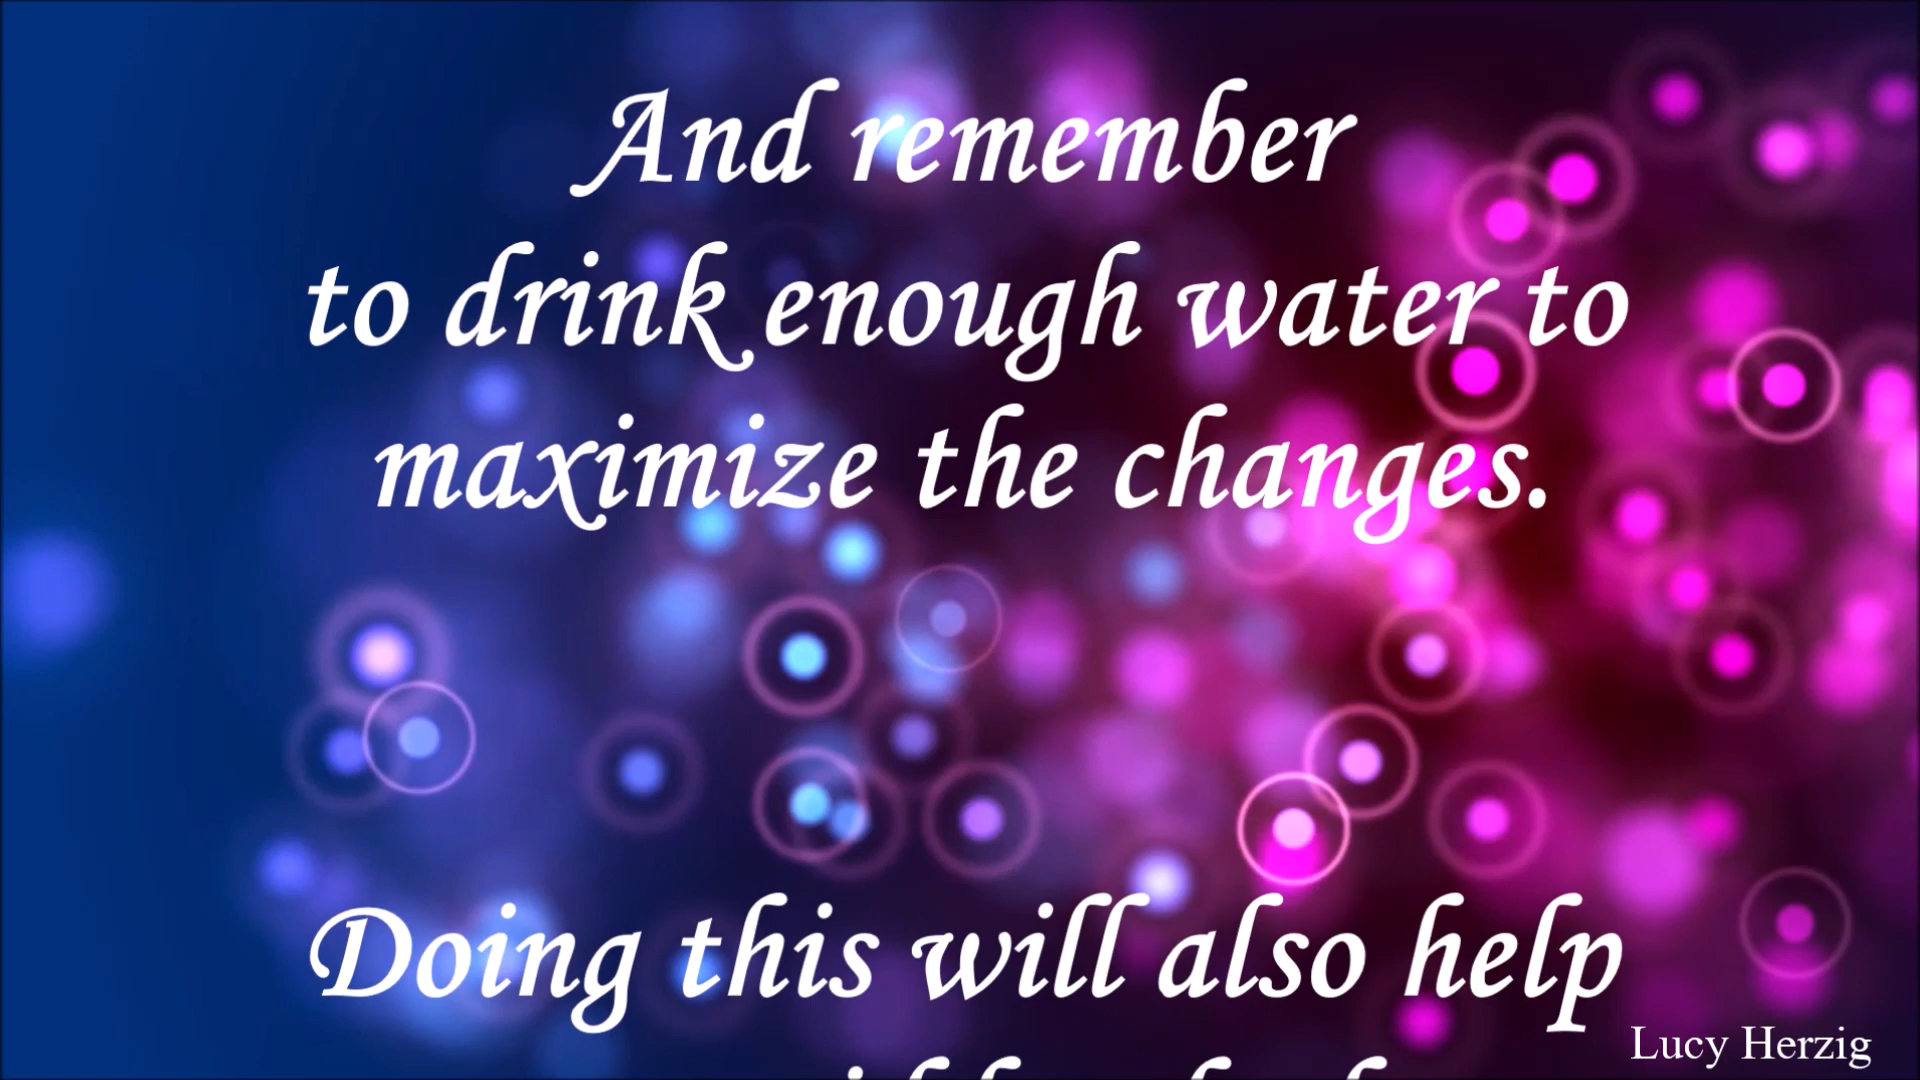 And remember
to drink enough water to
maximize the changes.
Doing this will also help
Lucy Herzig